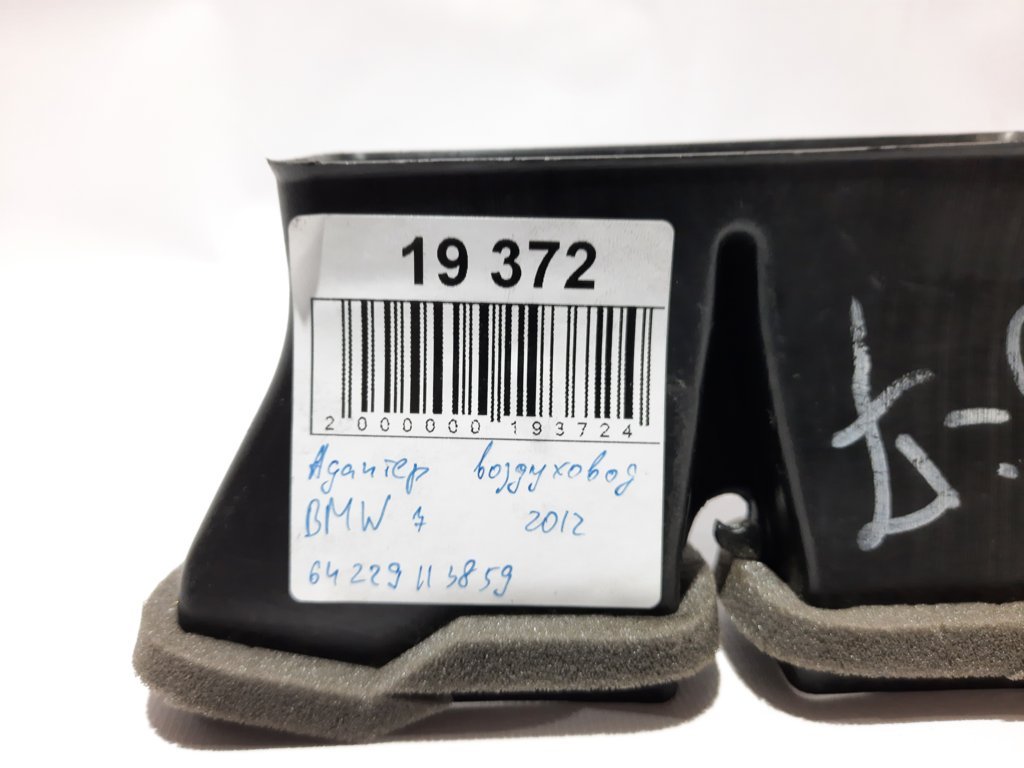 19 372
2 000000 193724
Адаптер воздуховод
BMW 7 2012
64229113859